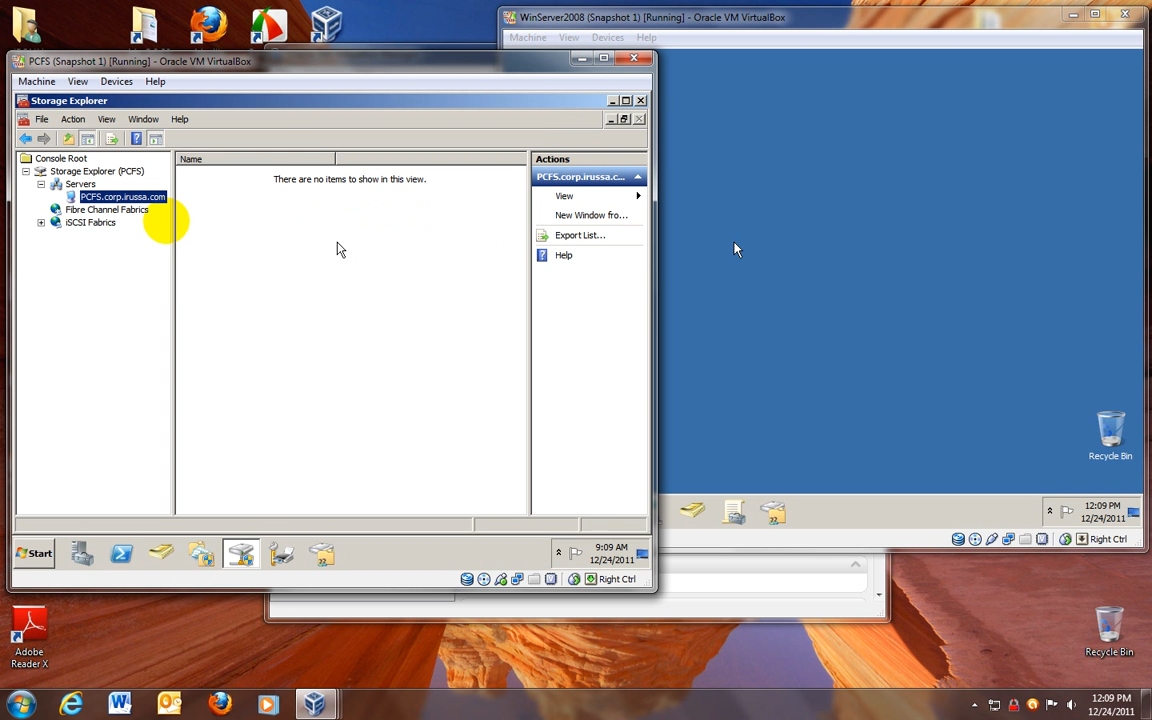 WinServer2008 (Snapshot 1) [Running] - Oracle VM VirtualBox
Machine View Devices Help
PCFS (Snapshot 1) [Running] - Oracle VM VirtualBox
Machine View Devices Help
Storage Explorer
File Action View Window Help
Console Root
Storage Explorer (PCFS)
Servers
PCFS.corp.irussa.com
Fibre Channel Fabrics
iSCSI Fabrics
Name
There are no items to show in this view.
Actions
PCFS.corp.irussa.c...
View
New Window fro...
Export List...
Help
Recycle Bin
12:09 PM
12/24/2011
Right Ctrl
Start
9:09 AM
12/24/2011
Right Ctrl
Adobe
Reader X
Recycle Bin
12:09 PM
12/24/2011